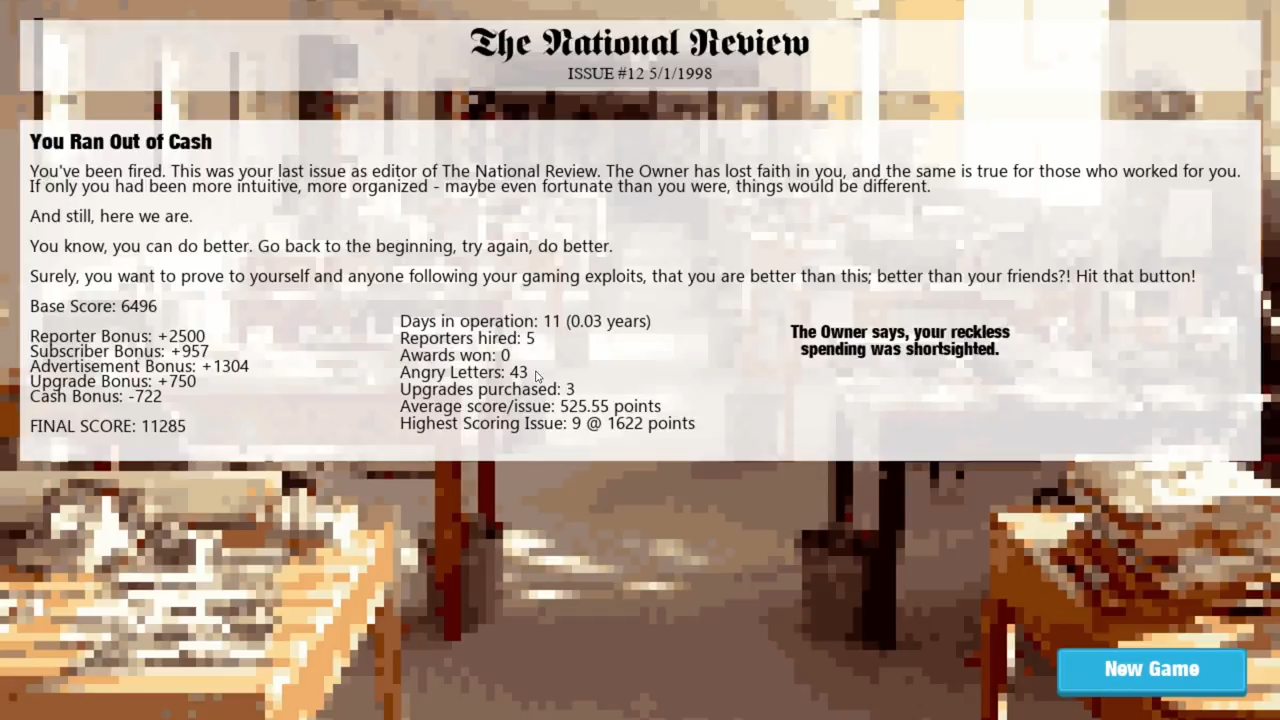 The National Review
ISSUE #12 5/1/1998
You Ran Out of Cash
You've been fired. This was your last issue as editor of The National Review. The Owner has lost faith in you, and the same is true for those who worked for you.
If only you had been more intuitive, more organized - maybe even fortunate than you were, things would be different.
And still, here we are.
You know, you can do better. Go back to the beginning, try again, do better.
Surely, you want to prove to yourself and anyone following your gaming exploits, that you are better than this; better than your friends?! Hit that button!
Base Score: 6496
Reporter Bonus: +2500
Subscriber Bonus: +957
Advertisement Bonus: +1304
Upgrade Bonus: +750
Cash Bonus: -722
FINAL SCORE: 11285
Days in operation: 11 (0.03 years)
Reporters hired: 5
Awards won: 0
Angry Letters: 43
Upgrades purchased: 3
Average score/issue: 525.55 points
Highest Scoring Issue: 9 @ 1622 points
The Owner says, your reckless
spending was shortsighted.
New Game